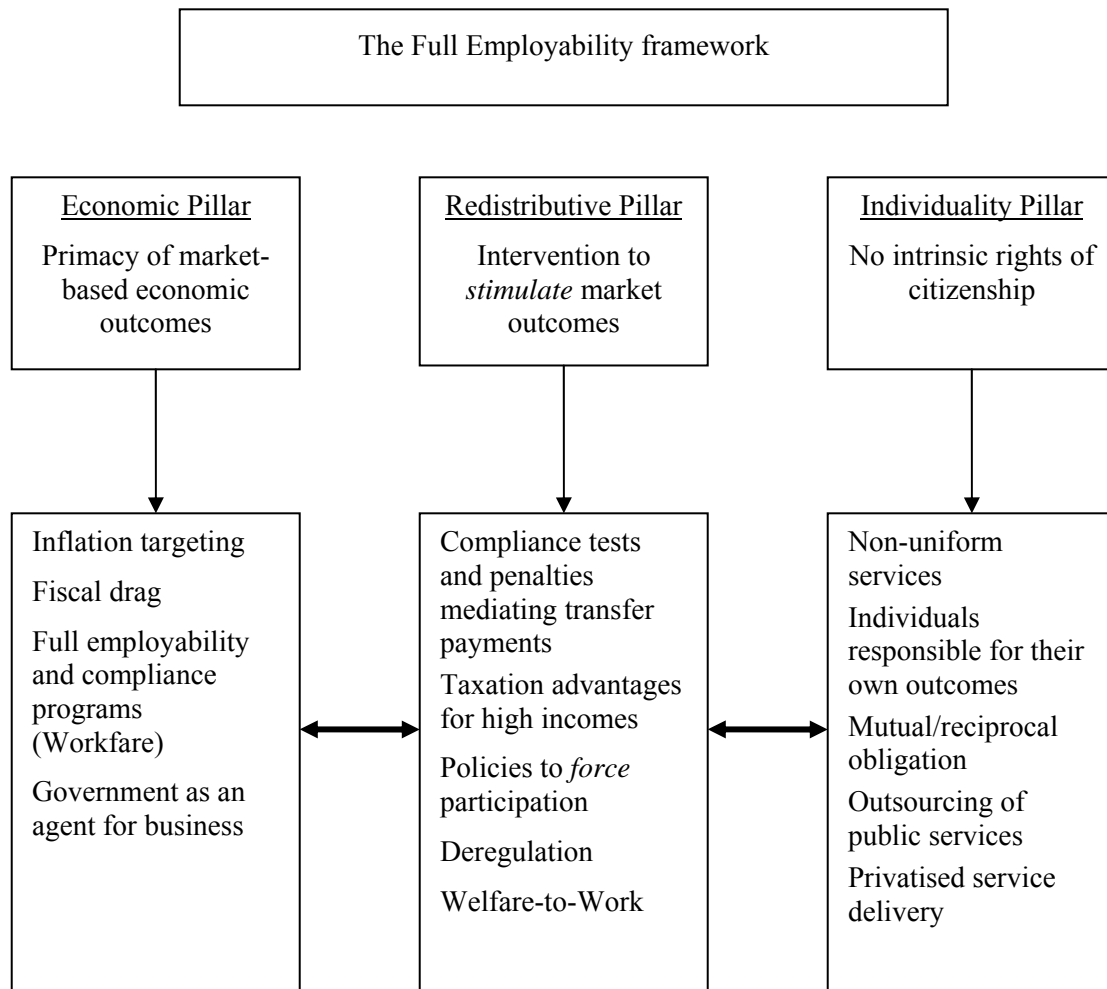 The Full Employability framework
Economic Pillar
Primacy of market-
based economic
outcomes
Redistributive Pillar
Intervention to
stimulate market
outcomes
Individuality Pillar
No intrinsic rights of
citizenship
Inflation targeting
Fiscal drag
Full employability
and compliance
programs
(Workfare)
Government as an
agent for business
Compliance tests
and penalties
mediating transfer
payments
Taxation advantages
for high incomes
Policies to force
participation
Deregulation
Welfare-to-Work
Non-uniform
services
Individuals
responsible for their
own outcomes
Mutual/reciprocal
obligation
Outsourcing of
public services
Privatised service
delivery